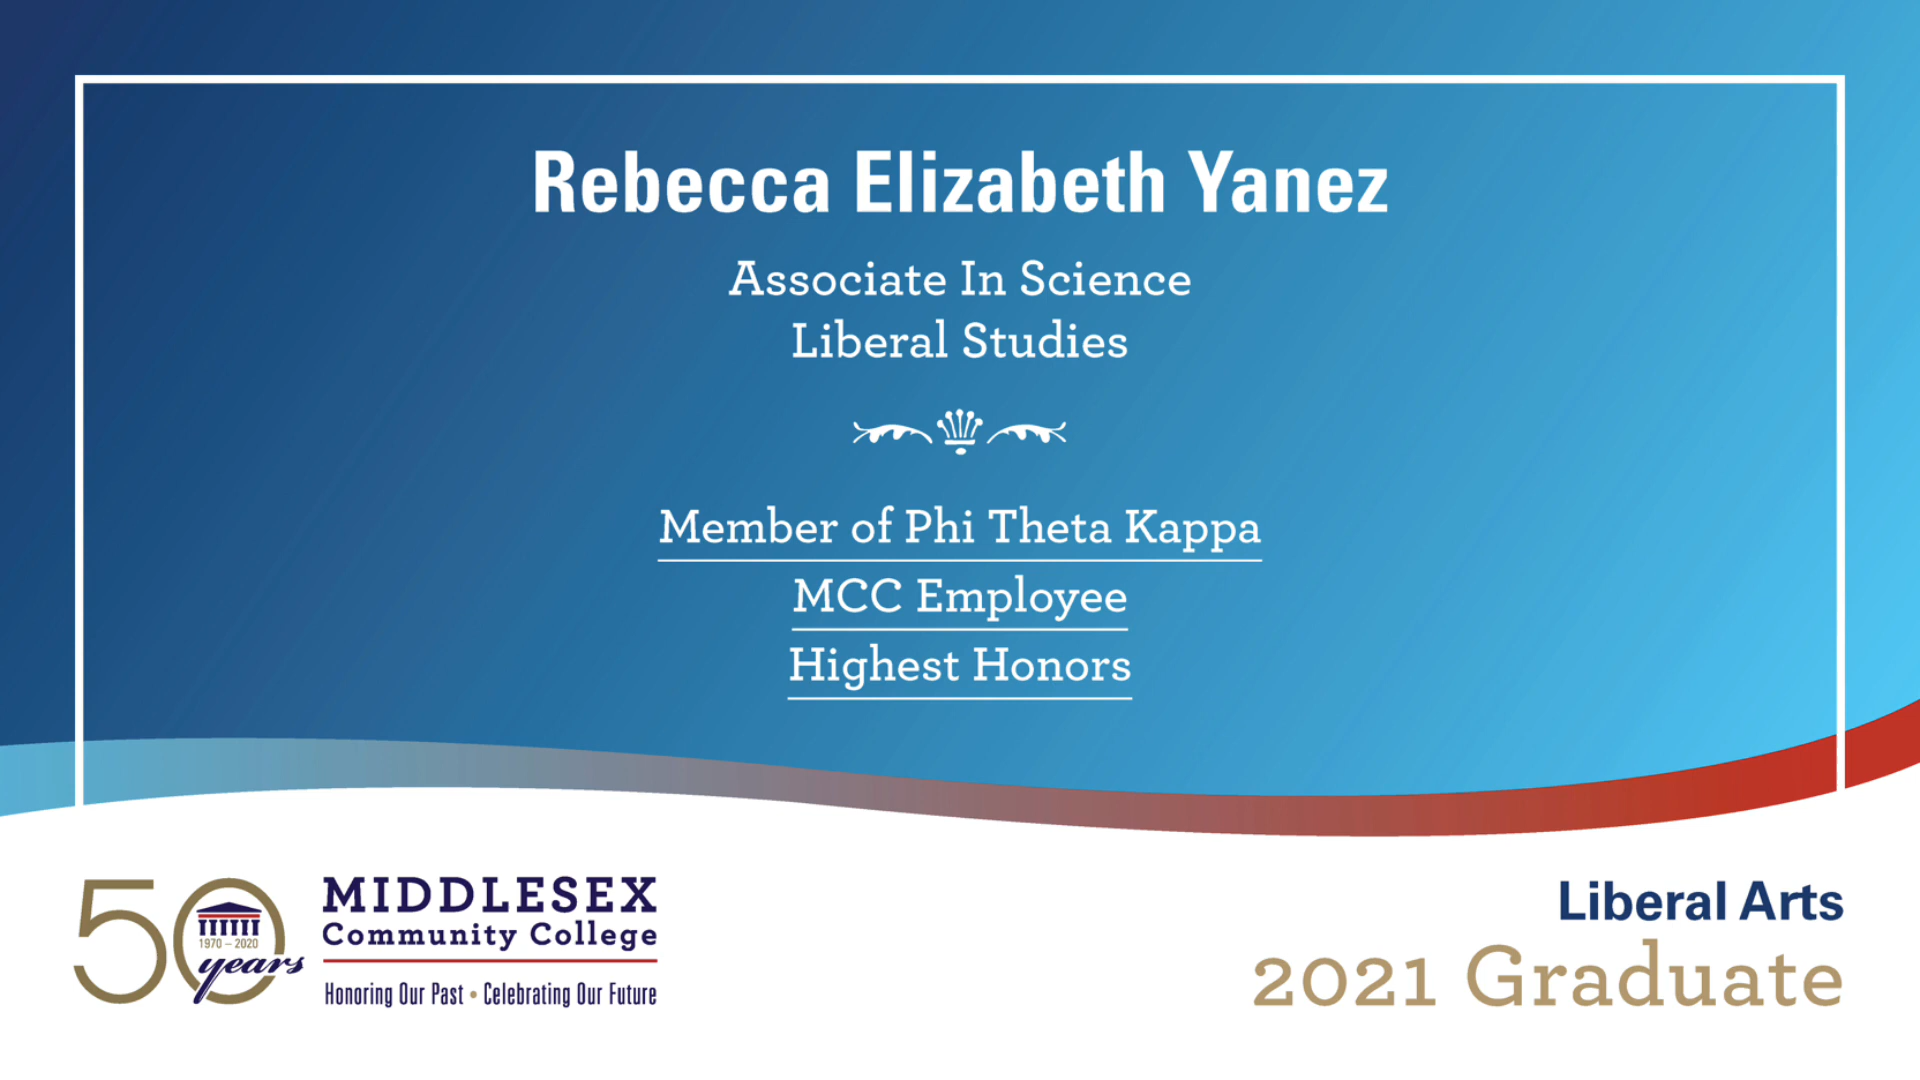 Rebecca Elizabeth Yanez
Associate In Science
Liberal Studies
Member of Phi Theta Kappa
MCC Employee
Highest Honors
50
1970 – 2020
years
MIDDLESEX
Community College
Honoring Our Past • Celebrating Our Future
Liberal Arts
2021 Graduate